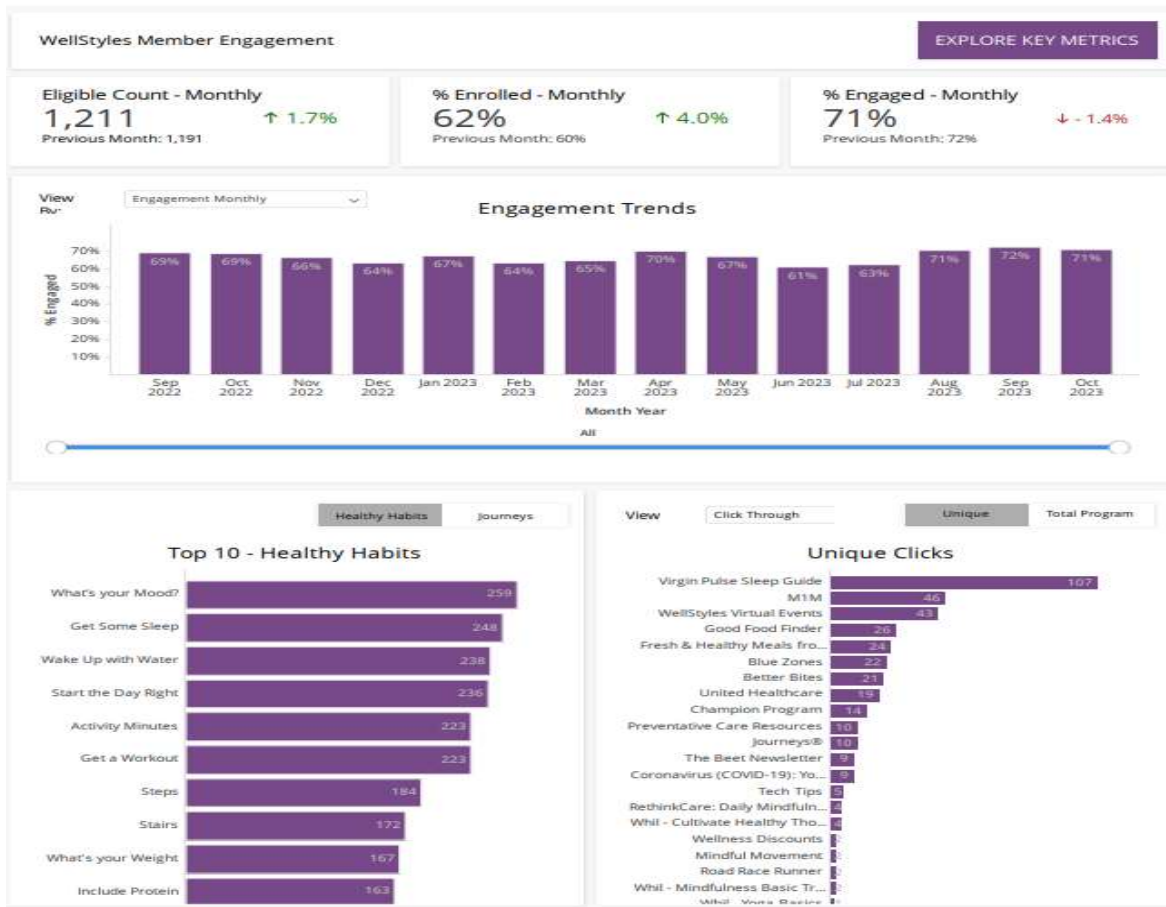 WellStyles Member Engagement
EXPLORE KEY METRICS
Eligible Count - Monthly
1,211
↑ 1.7%
Previous Month: 1,191
% Enrolled - Monthly
62%
↑ 4.0%
Previous Month: 60%
% Engaged - Monthly
71%
↓ - 1.4%
Previous Month: 72%
View
By:
Engagement Monthly
Engagement Trends
% Engaged
70%
60%
50%
40%
30%
20%
10%
69%
69%
66%
64%
67%
64%
65%
70%
67%
61%
63%
71%
72%
71%
Sep 2022
Oct 2022
Nov 2022
Dec 2022
Jan 2023
Feb 2023
Mar 2023
Apr 2023
May 2023
Jun 2023
Jul 2023
Aug 2023
Sep 2023
Oct 2023
Month Year
All
Healthy Habits
Journeys
Top 10 - Healthy Habits
What's your Mood? 259
Get Some Sleep 248
Wake Up with Water 238
Start the Day Right 236
Activity Minutes 223
Get a Workout 223
Steps 184
Stairs 172
What's your Weight 167
Include Protein 163
View
Click Through
Unique
Total Program
Unique Clicks
Virgin Pulse Sleep Guide 107
M1M 46
WellStyles Virtual Events 43
Good Food Finder 26
Fresh & Healthy Meals fro... 24
Blue Zones 22
Better Bites 21
United Healthcare 19
Champion Program 14
Preventative Care Resources 10
Journeys® 10
The Beet Newsletter 9
Coronavirus (COVID-19): Yo... 9
Tech Tips 5
RethinkCare: Daily Mindfuln... 4
Whil - Cultivate Healthy Tho... 4
Wellness Discounts 2
Mindful Movement 2
Road Race Runner 2
Whil - Mindfulness Basic Tr... 2
Whil - Yoga Basics